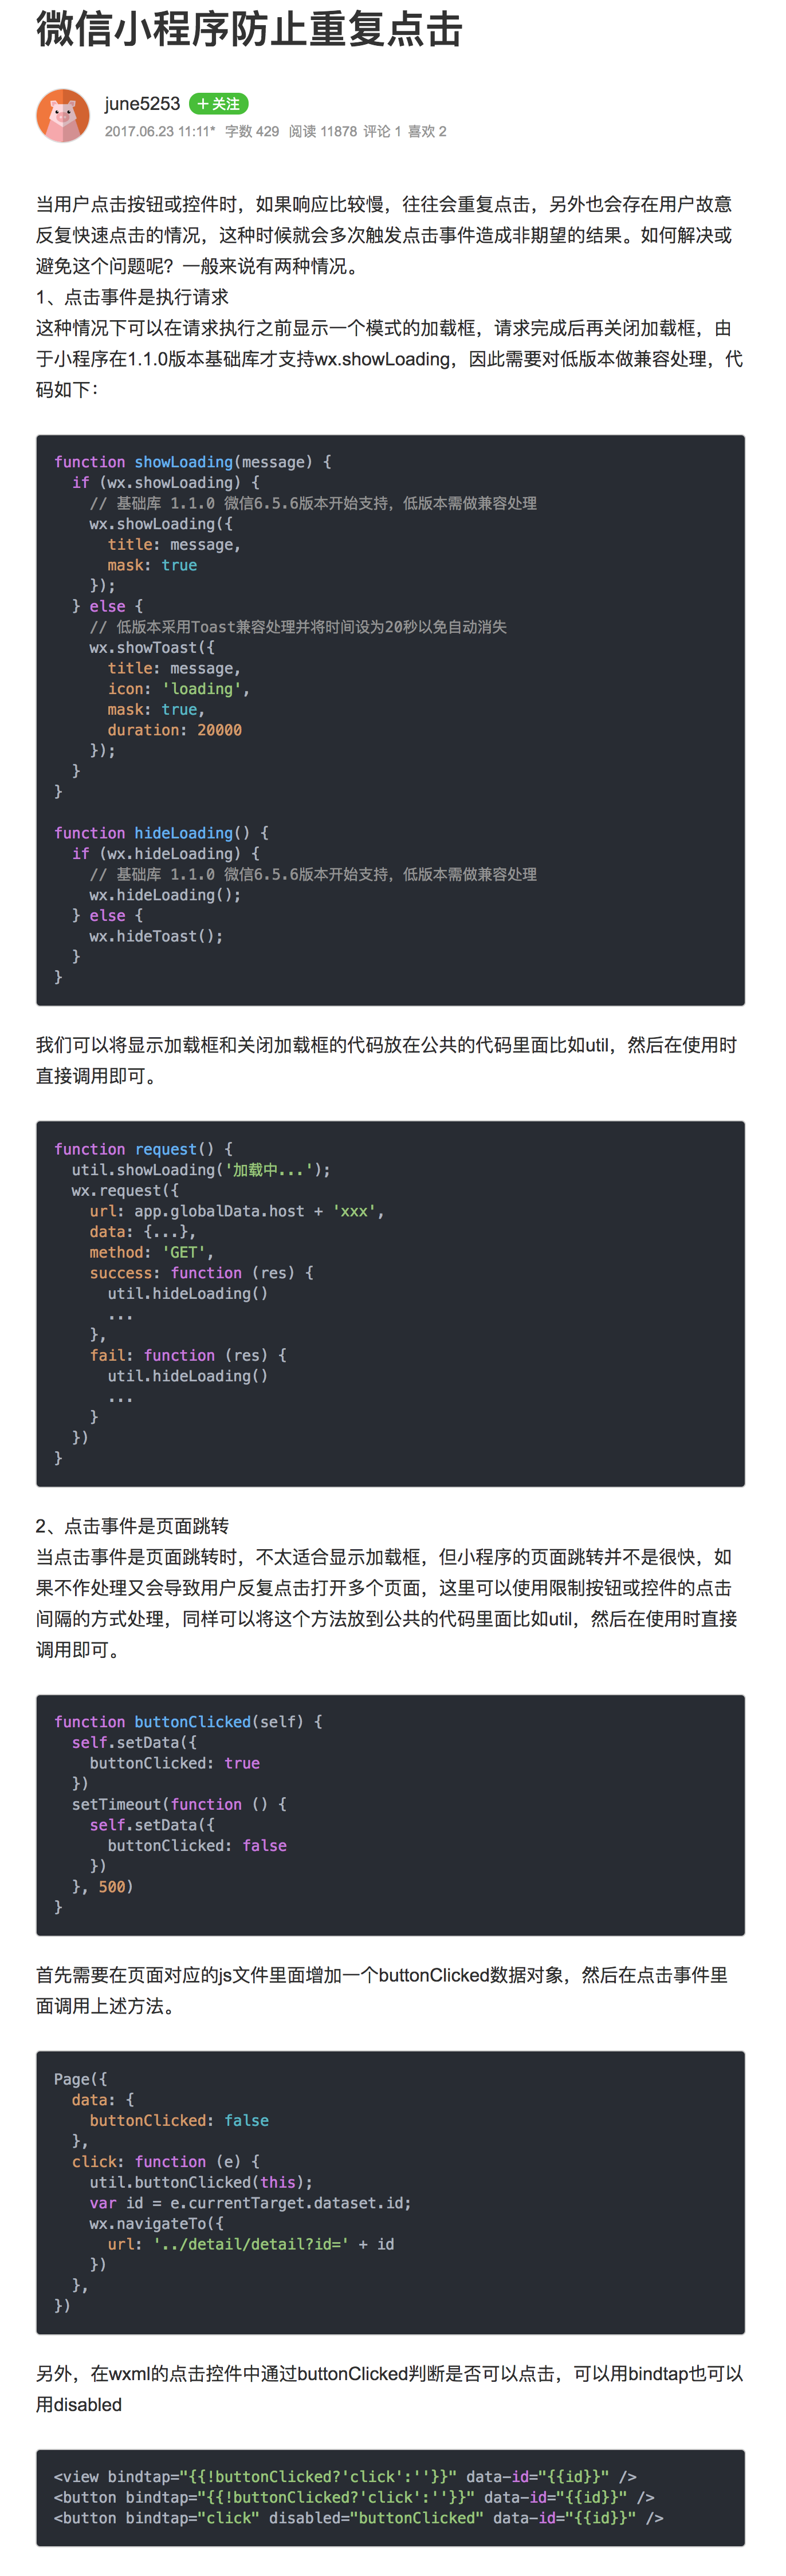 微信小程序防止重复点击
june5253 ＋关注
2017.06.23 11:11* 字数 429 阅读 11878 评论 1 喜欢 2
当用户点击按钮或控件时，如果响应比较慢，往往会重复点击，另外也会存在用户故意
反复快速点击的情况，这种时候就会多次触发点击事件造成非期望的结果。如何解决或
避免这个问题呢？一般来说有两种情况。
1、点击事件是执行请求
这种情况下可以在请求执行之前显示一个模式的加载框，请求完成后再关闭加载框，由
于小程序在1.1.0版本基础库才支持wx.showLoading，因此需要对低版本做兼容处理，代
码如下：
function showLoading(message) {
  if (wx.showLoading) {
    // 基础库 1.1.0 微信6.5.6版本开始支持，低版本需做兼容处理
    wx.showLoading({
      title: message,
      mask: true
    });
  } else {
    // 低版本采用Toast兼容处理并将时间设为20秒以免自动消失
    wx.showToast({
      title: message,
      icon: 'loading',
      mask: true,
      duration: 20000
    });
  }
}
function hideLoading() {
  if (wx.hideLoading) {
    // 基础库 1.1.0 微信6.5.6版本开始支持，低版本需做兼容处理
    wx.hideLoading();
  } else {
    wx.hideToast();
  }
}
我们可以将显示加载框和关闭加载框的代码放在公共的代码里面比如util，然后在使用时
直接调用即可。
function request() {
  util.showLoading('加载中...');
  wx.request({
    url: app.globalData.host + 'xxx',
    data: {...},
    method: 'GET',
    success: function (res) {
      util.hideLoading()
      ...
    },
    fail: function (res) {
      util.hideLoading()
      ...
    }
  })
}
2、点击事件是页面跳转
当点击事件是页面跳转时，不太适合显示加载框，但小程序的页面跳转并不是很快，如
果不作处理又会导致用户反复点击打开多个页面，这里可以使用限制按钮或控件的点击
间隔的方式处理，同样可以将这个方法放到公共的代码里面比如util，然后在使用时直接
调用即可。
function buttonClicked(self) {
  self.setData({
    buttonClicked: true
  })
  setTimeout(function () {
    self.setData({
      buttonClicked: false
    })
  }, 500)
}
首先需要在页面对应的js文件里面增加一个buttonClicked数据对象，然后在点击事件里
面调用上述方法。
Page({
  data: {
    buttonClicked: false
  },
  click: function (e) {
    util.buttonClicked(this);
    var id = e.currentTarget.dataset.id;
    wx.navigateTo({
      url: '../detail/detail?id=' + id
    })
  },
})
另外，在wxml的点击控件中通过buttonClicked判断是否可以点击，可以用bindtap也可以
用disabled
<view bindtap="{{!buttonClicked?'click':''}}" data-id="{{id}}" />
<button bindtap="{{!buttonClicked?'click':''}}" data-id="{{id}}" />
<button bindtap="click" disabled="buttonClicked" data-id="{{id}}" />